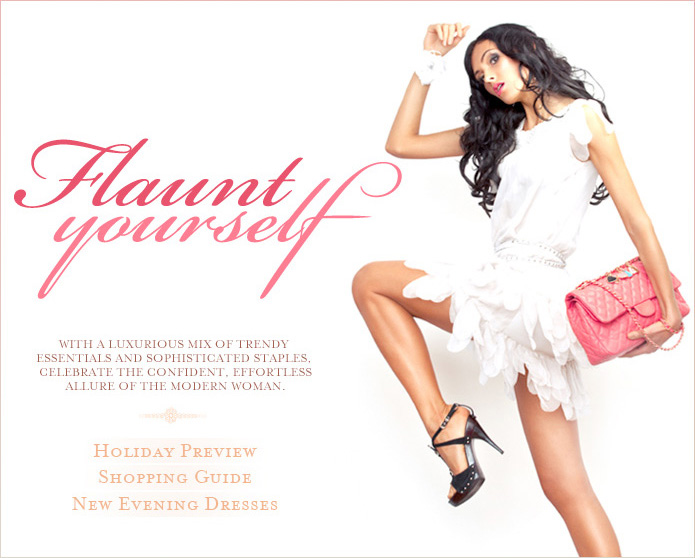 Flaunt
yourself
WITH A LUXURIOUS MIX OF TRENDY
ESSENTIALS AND SOPHISTICATED STAPLES,
CELEBRATE THE CONFIDENT, EFFORTLESS
ALLURE OF THE MODERN WOMAN.
HOLIDAY PREVIEW
SHOPPING GUIDE
NEW EVENING DRESSES